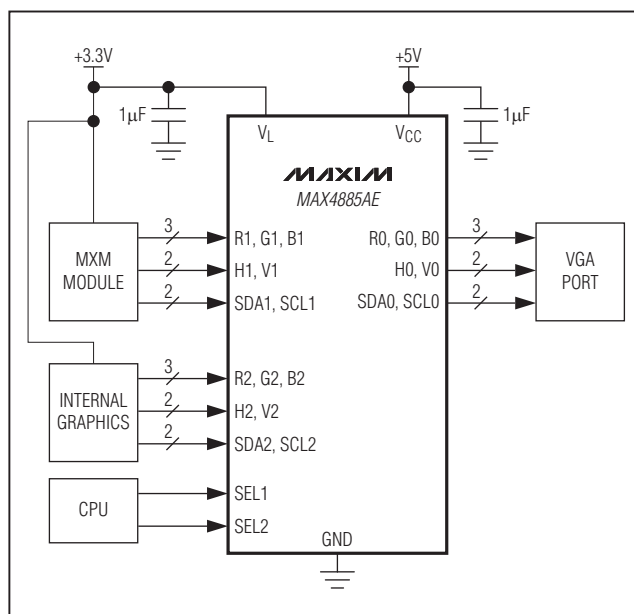 +3.3V
+5V
1µF
1µF
VL
VCC
MAXIM
MAX4885AE
MXM
MODULE
3
R1, G1, B1
2
H1, V1
2
SDA1, SCL1
R0, G0, B0
3
H0, V0
2
SDA0, SCL0
2
VGA
PORT
INTERNAL
GRAPHICS
3
R2, G2, B2
2
H2, V2
2
SDA2, SCL2
CPU
SEL1
SEL2
GND